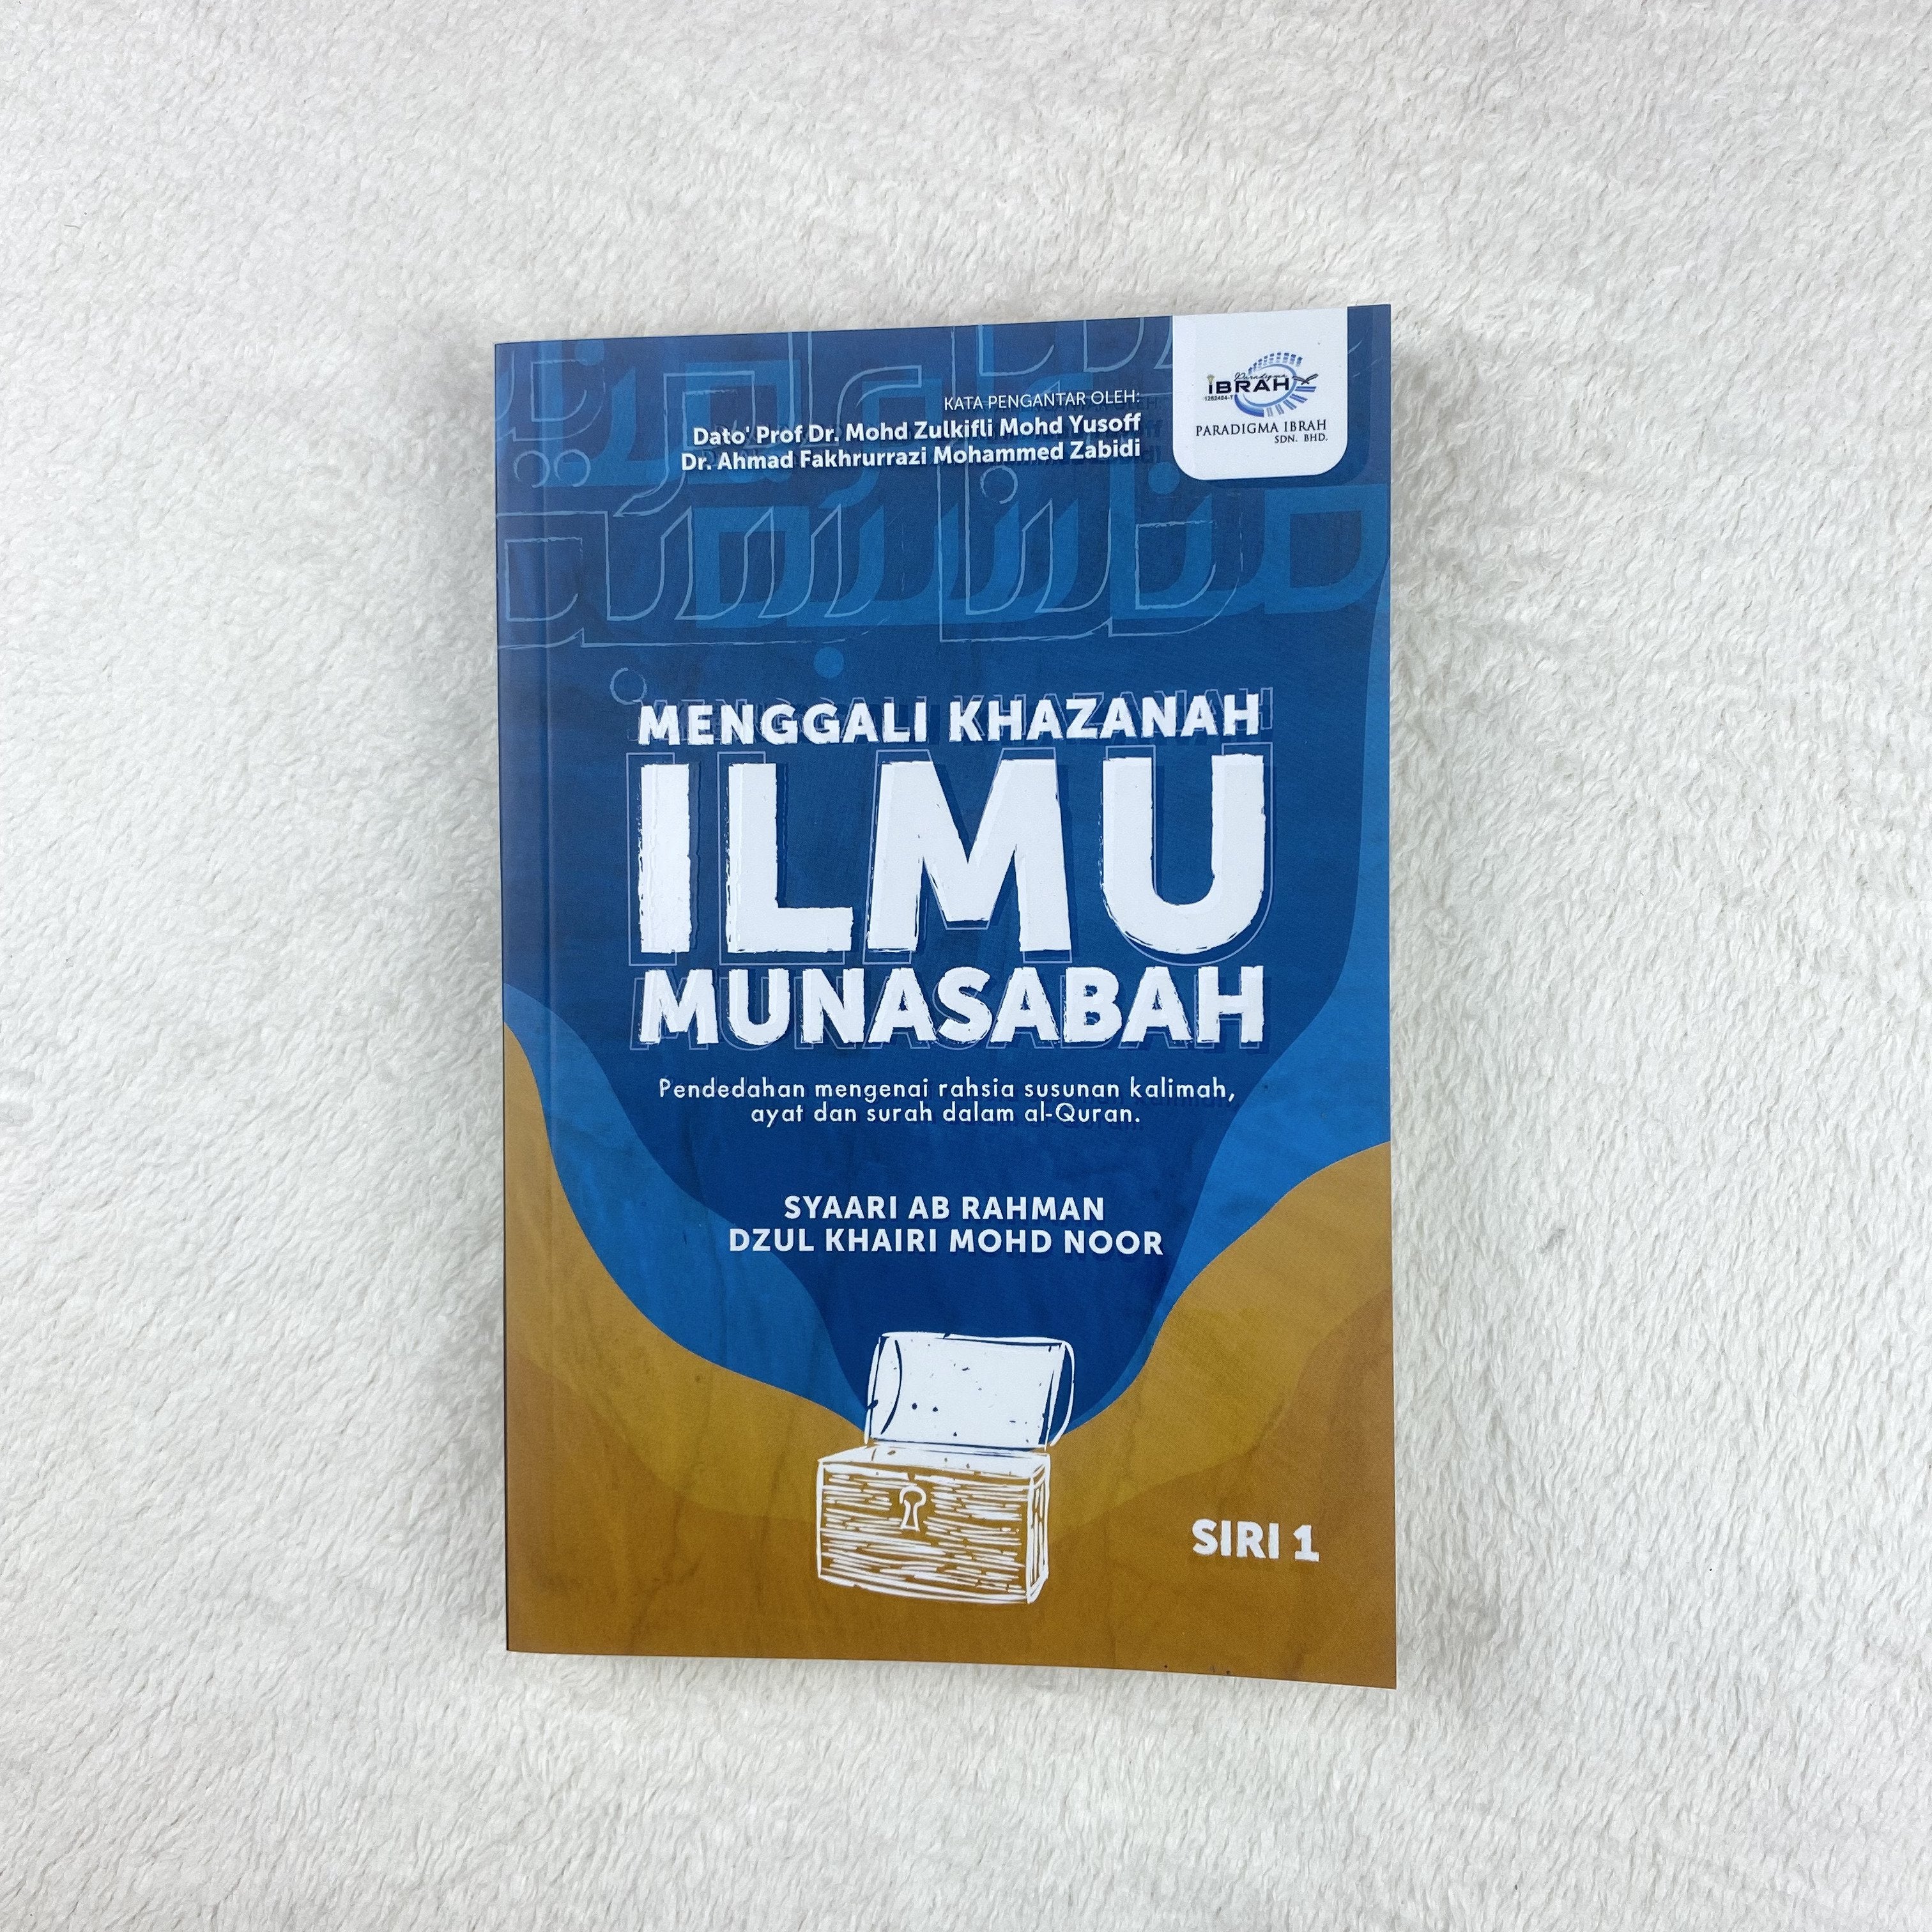 KATA PENGANTAR OLEH:
Dato' Prof Dr. Mohd Zulkifli Mohd Yusoff
Dr. Ahmad Fakhrurrazi Mohammed Zabidi
Paradigma
IBRAH
1282484-T
PARADIGMA IBRAH
SDN. BHD.
MENGGALI KHAZANAH
ILMU
MUNASABAH
Pendedahan mengenai rahsia susunan kalimah,
ayat dan surah dalam al-Quran.
SYAARI AB RAHMAN
DZUL KHAIRI MOHD NOOR
SIRI 1